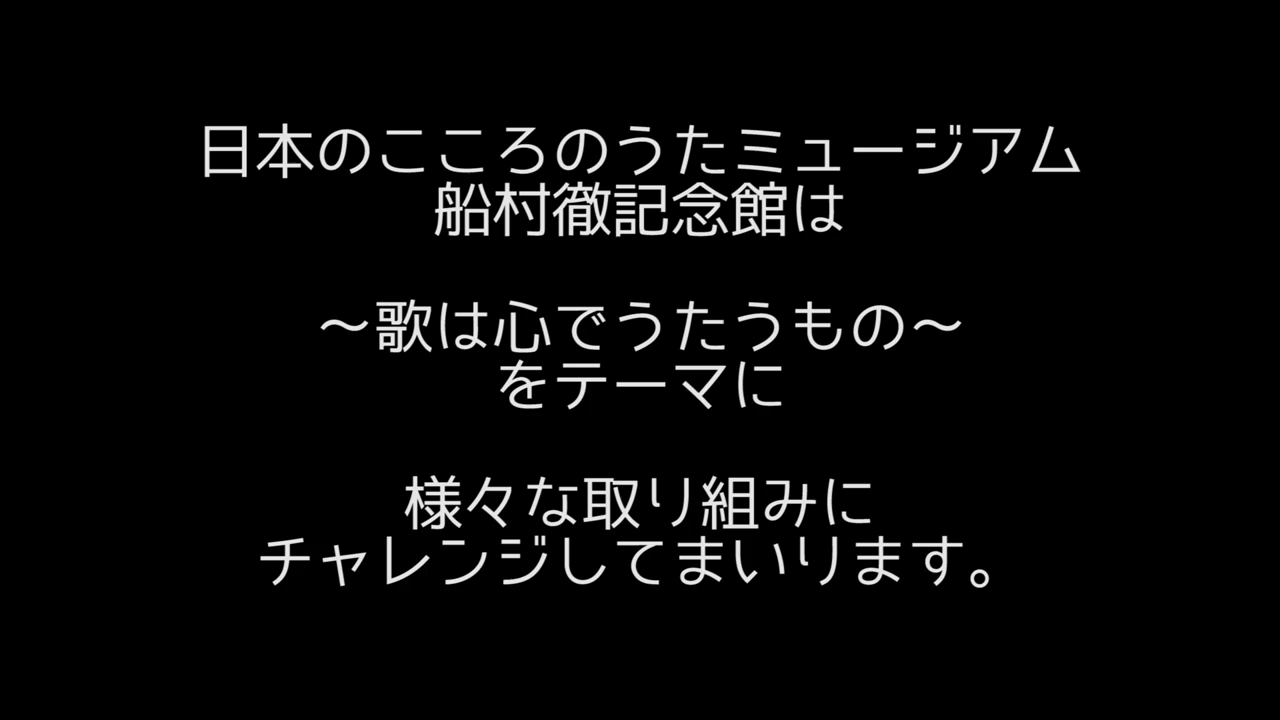 日本のこころのうたミュージアム
船村徹記念館は
〜歌は心でうたうもの〜
をテーマに
様々な取り組みに
チャレンジしてまいります。